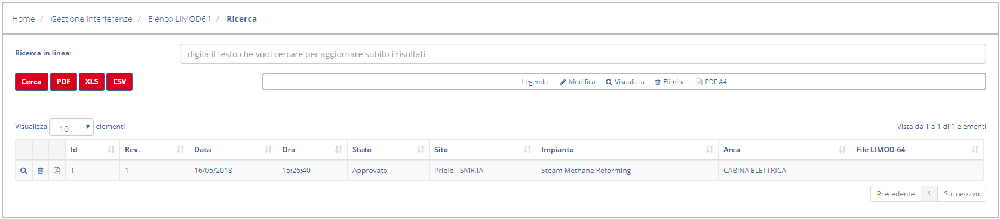 Home / Gestione Interferenze / Elenco LIMOD64 / Ricerca
Ricerca in linea: digita il testo che vuoi cercare per aggiornare subito i risultati
Cerca PDF XLS CSV Legenda: Modifica Visualizza Elimina PDF A4
Visualizza 10 elementi Vista da 1 a 1 di 1 elementi
Id Rev. Data Ora Stato Sito Impianto Area File LIMOD-64
1 1 16/05/2018 15:26:40 Approvato Priolo - SMR.IA Steam Methane Reforming CABINA ELETTRICA
Precedente 1 Successivo